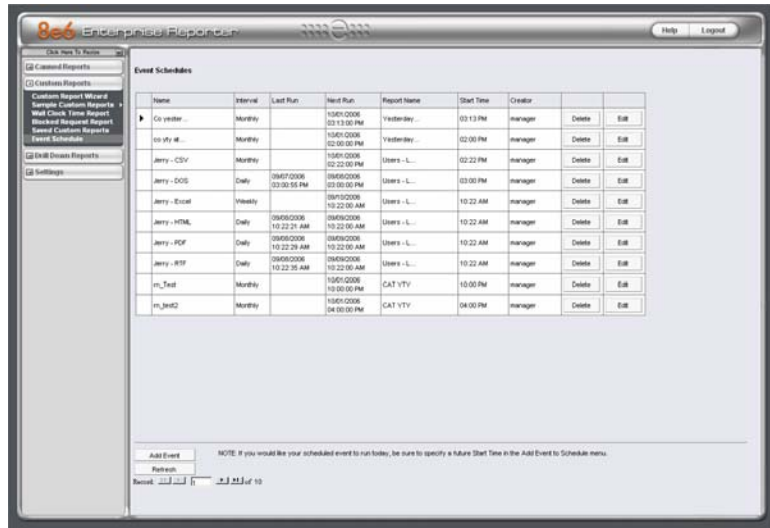 8e6 Enterprise Reporter
Help Logout
Click Here To Resize
Canned Reports
Custom Reports
Custom Report Wizard
Sample Custom Reports
Wall Clock Time Report
Blocked Request Report
Saved Custom Reports
Event Schedule
Drill Down Reports
Settings
Event Schedules
Name Interval Last Run Next Run Report Name Start Time Creator
Co yester... Monthly 10/01/2006 03:13:00 PM Yesterday... 03:13 PM manager Delete Edit
co yty at... Monthly 10/01/2006 02:00:00 PM Yesterday... 02:00 PM manager Delete Edit
Jerry - CSV Monthly 10/01/2006 02:22:00 PM Users - L... 02:22 PM manager Delete Edit
Jerry - DOS Daily 09/07/2006 03:00:55 PM 09/08/2006 03:00:00 PM Users - L... 03:00 PM manager Delete Edit
Jerry - Excel Weekly 09/10/2006 10:22:00 AM Users - L... 10:22 AM manager Delete Edit
Jerry - HTML Daily 09/08/2006 10:22:21 AM 09/09/2006 10:22:00 AM Users - L... 10:22 AM manager Delete Edit
Jerry - PDF Daily 09/08/2006 10:22:29 AM 09/09/2006 10:22:00 AM Users - L... 10:22 AM manager Delete Edit
Jerry - RTF Daily 09/08/2006 10:22:35 AM 09/09/2006 10:22:00 AM Users - L... 10:22 AM manager Delete Edit
rn_Test Monthly 10/01/2006 10:00:00 PM CAT YTY 10:00 PM manager Delete Edit
rn_test2 Monthly 10/01/2006 04:00:00 PM CAT YTY 04:00 PM manager Delete Edit
Add Event NOTE: If you would like your scheduled event to run today, be sure to specify a future Start Time in the Add Event to Schedule menu.
Refresh
Record: 1 of 10